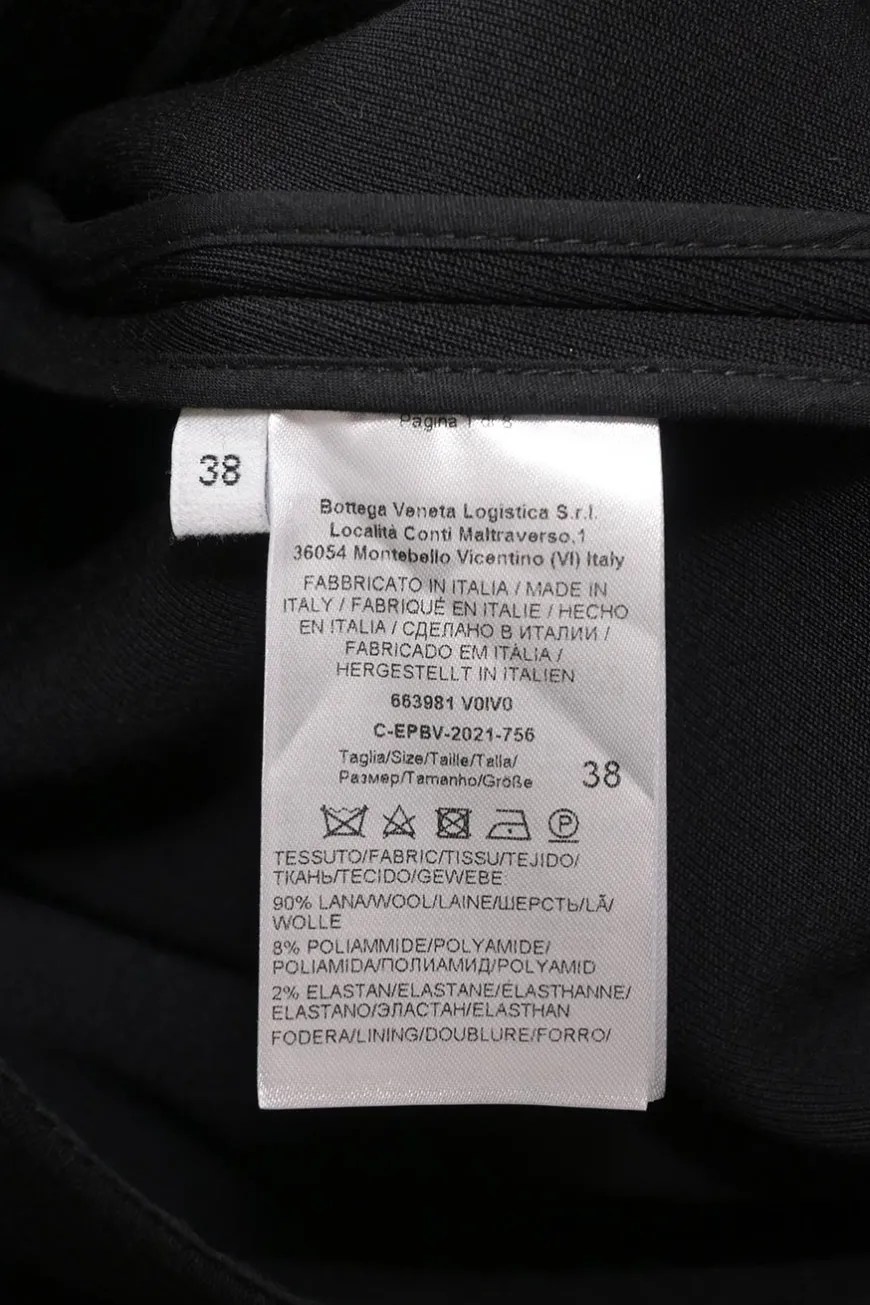 Pagina 1 di 8
38
Bottega Veneta Logistica S.r.l.
Località Conti Maltraverso,1
36054 Montebello Vicentino (VI) Italy
FABBRICATO IN ITALIA / MADE IN
ITALY / FABRIQUÉ EN ITALIE / HECHO
EN ITALIA / СДЕЛАНО В ИТАЛИИ /
FABRICADO EM ITÀLIA /
HERGESTELLT IN ITALIEN
663981 V0IV0
C-EPBV-2021-756
Taglia/Size/Taille/Talla/
Размер/Tamanho/Größe
38
P
TESSUTO/FABRIC/TISSU/TEJIDO/
ТКАНЬ/TECIDO/GEWEBE:
90% LANA/WOOL/LAINE/ШЕРСТЬ/LÃ/
WOLLE
8% POLIAMMIDE/POLYAMIDE/
POLIAMIDA/ПОЛИАМИД/POLYAMID
2% ELASTAN/ELASTANE/ÉLASTHANNE/
ELASTANO/ЭЛАСТАН/ELASTHAN
FODERA/LINING/DOUBLURE/FORRO/